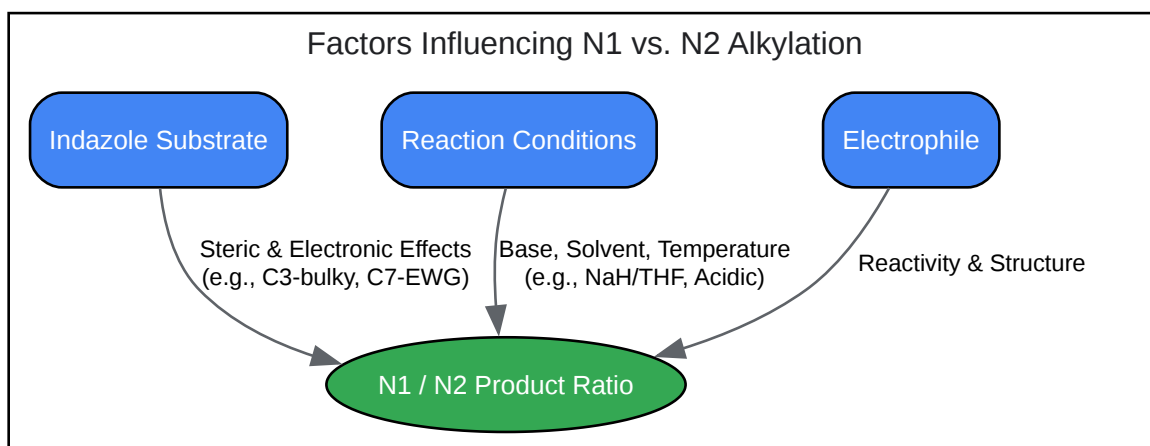 Factors Influencing N1 vs. N2 Alkylation
Indazole Substrate
Reaction Conditions
Electrophile
Steric & Electronic Effects
(e.g., C3-bulky, C7-EWG)
Base, Solvent, Temperature
(e.g., NaH/THF, Acidic)
Reactivity & Structure
N1 / N2 Product Ratio